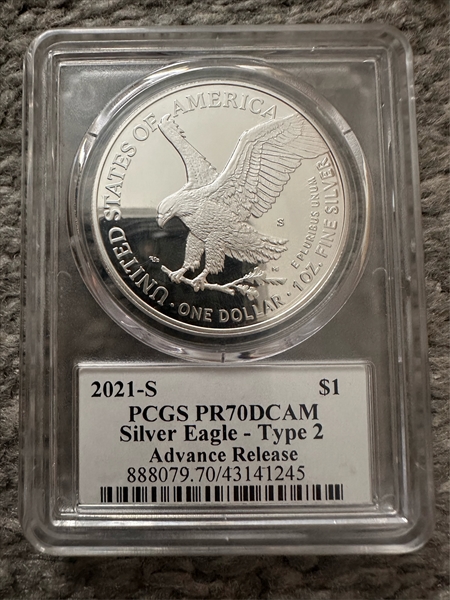 UNITED STATES OF AMERICA
S
E PLURIBUS UNUM
1 OZ. FINE SILVER · ONE DOLLAR ·
2021-S $1
PCGS PR70DCAM
Silver Eagle - Type 2
Advance Release
888079.70/43141245